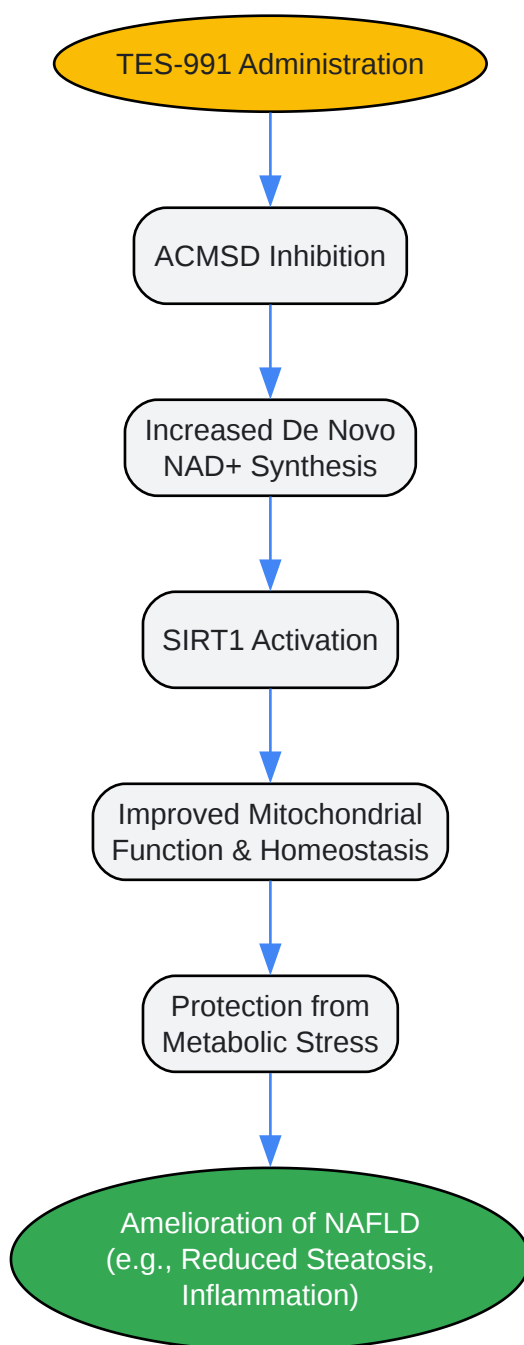 TES-991 Administration
ACMSD Inhibition
Increased De Novo
NAD+ Synthesis
SIRT1 Activation
Improved Mitochondrial
Function & Homeostasis
Protection from
Metabolic Stress
Amelioration of NAFLD
(e.g., Reduced Steatosis,
Inflammation)